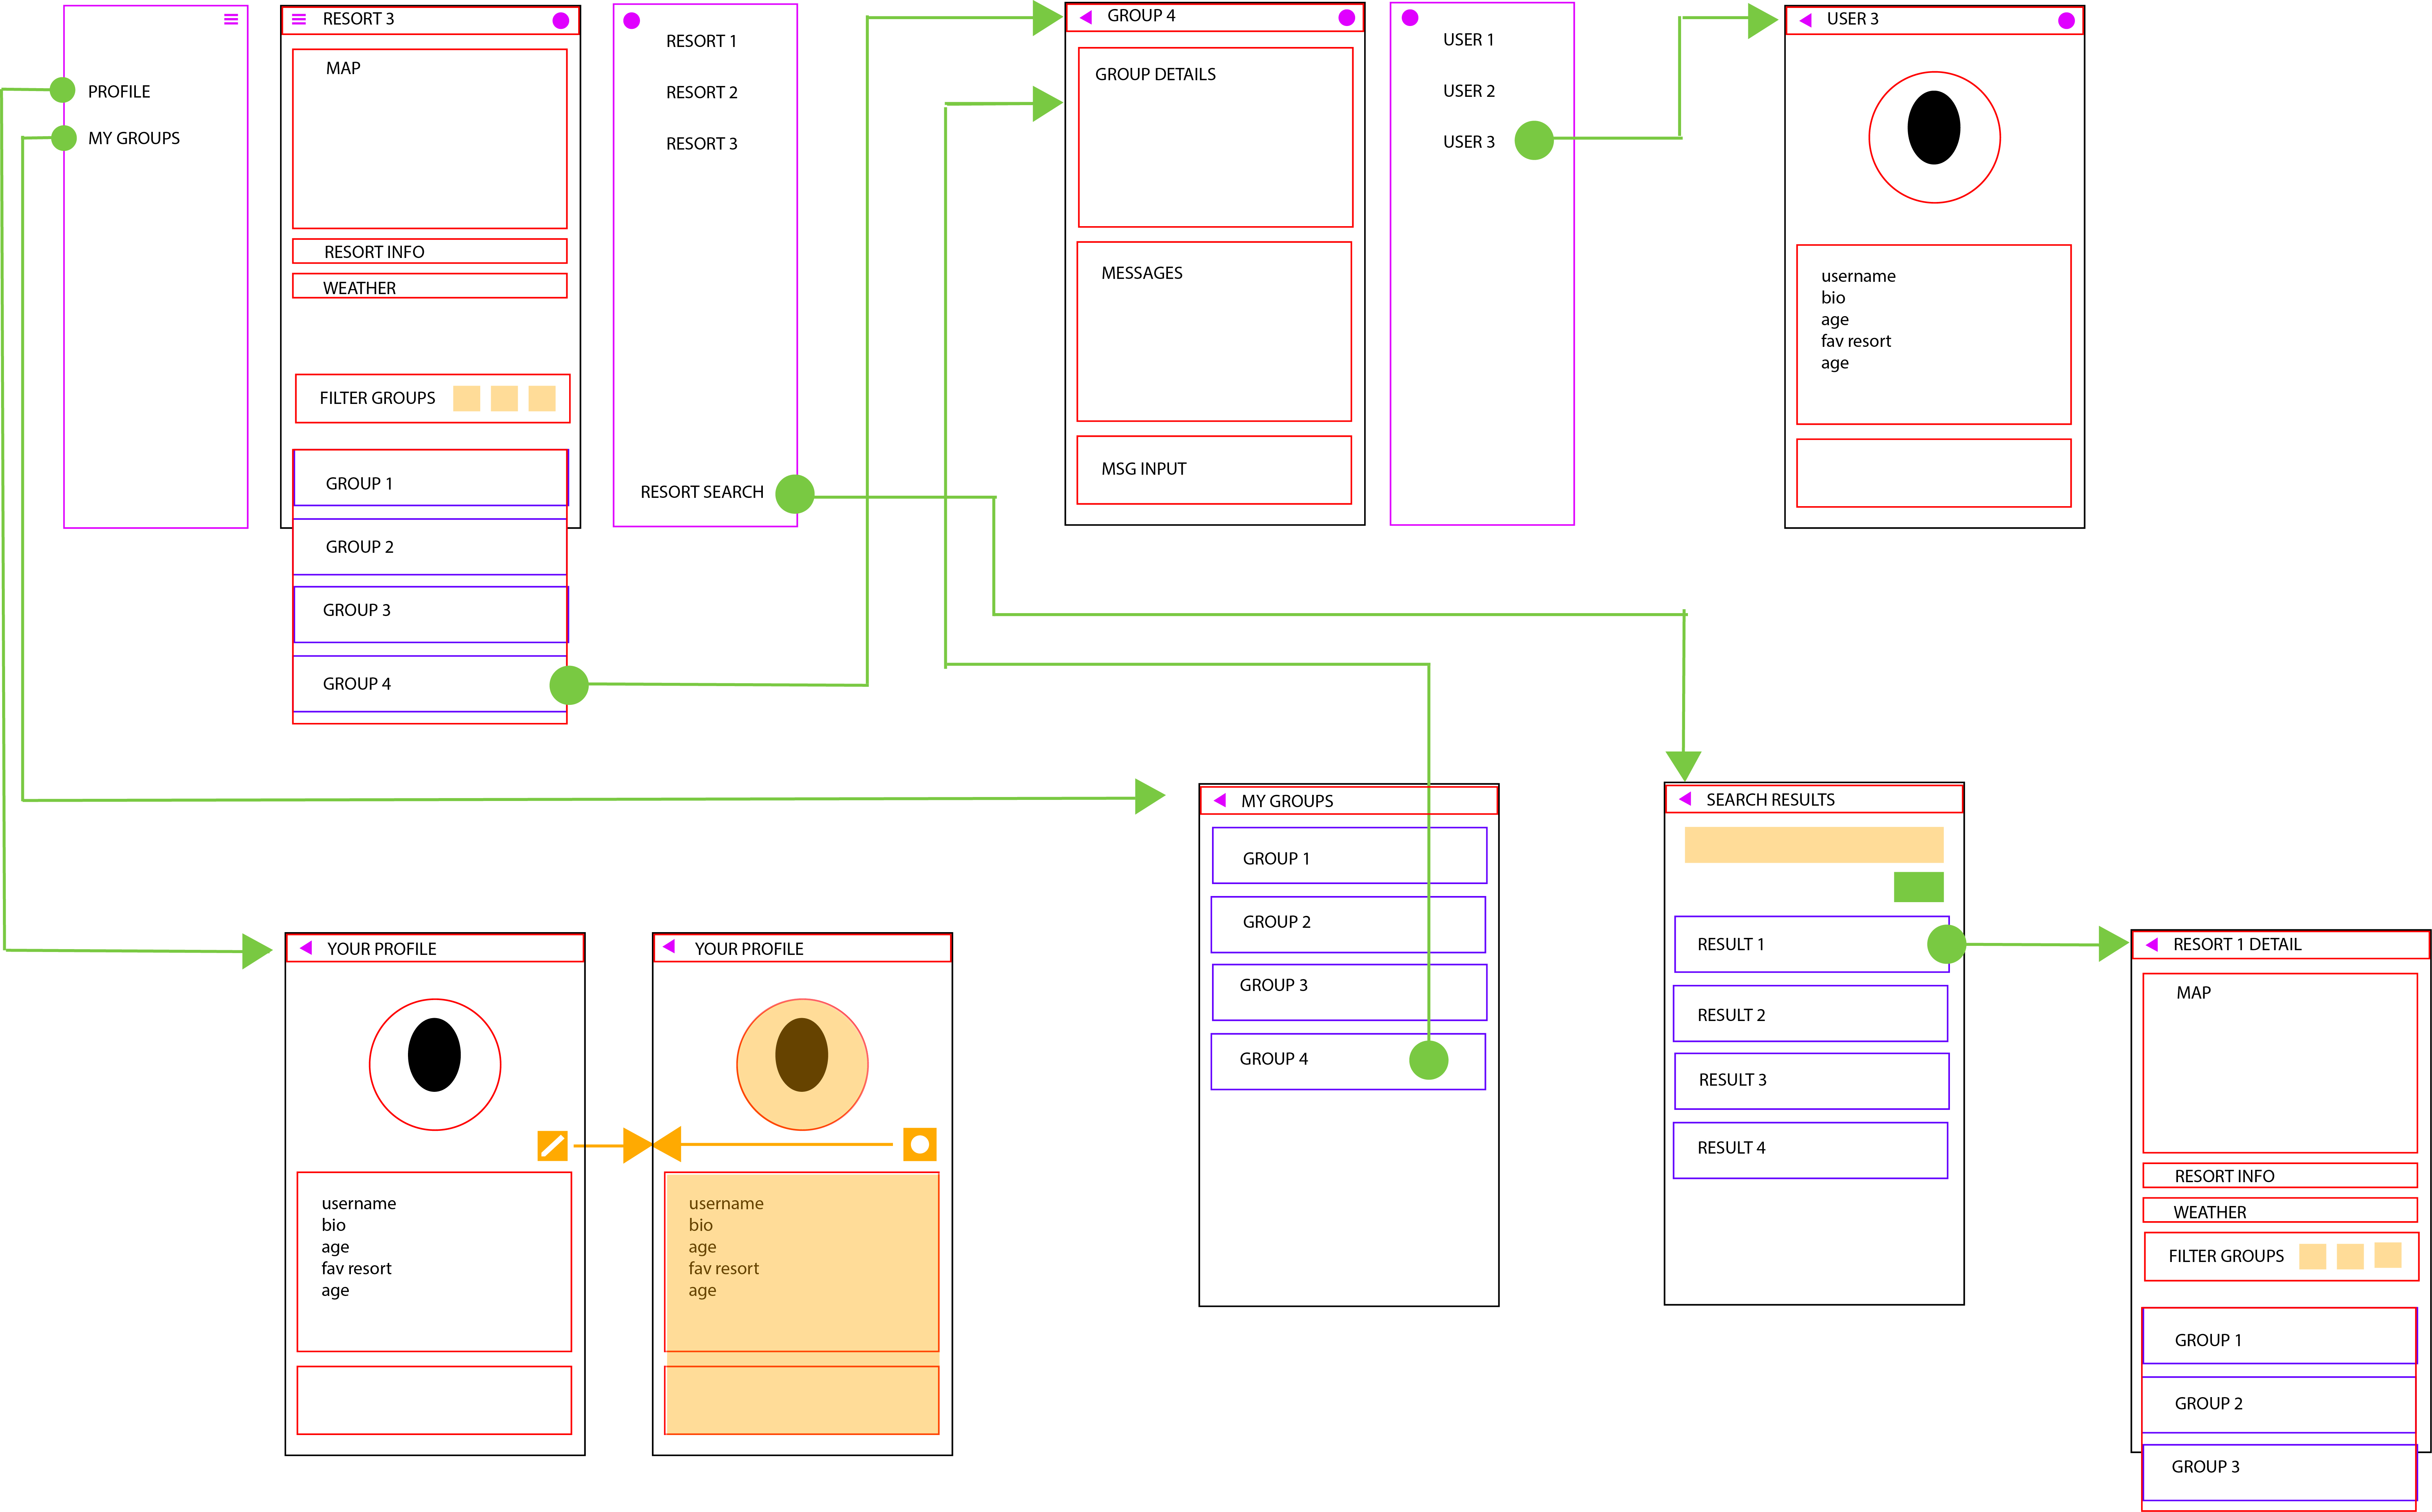 PROFILE
MY GROUPS
RESORT 3
MAP
RESORT INFO
WEATHER
FILTER GROUPS
GROUP 1
GROUP 2
GROUP 3
GROUP 4
RESORT 1
RESORT 2
RESORT 3
RESORT SEARCH
GROUP 4
GROUP DETAILS
MESSAGES
MSG INPUT
USER 1
USER 2
USER 3
USER 3
username
bio
age
fav resort
age
YOUR PROFILE
username
bio
age
fav resort
age
YOUR PROFILE
username
bio
age
fav resort
age
MY GROUPS
GROUP 1
GROUP 2
GROUP 3
GROUP 4
SEARCH RESULTS
RESULT 1
RESULT 2
RESULT 3
RESULT 4
RESORT 1 DETAIL
MAP
RESORT INFO
WEATHER
FILTER GROUPS
GROUP 1
GROUP 2
GROUP 3